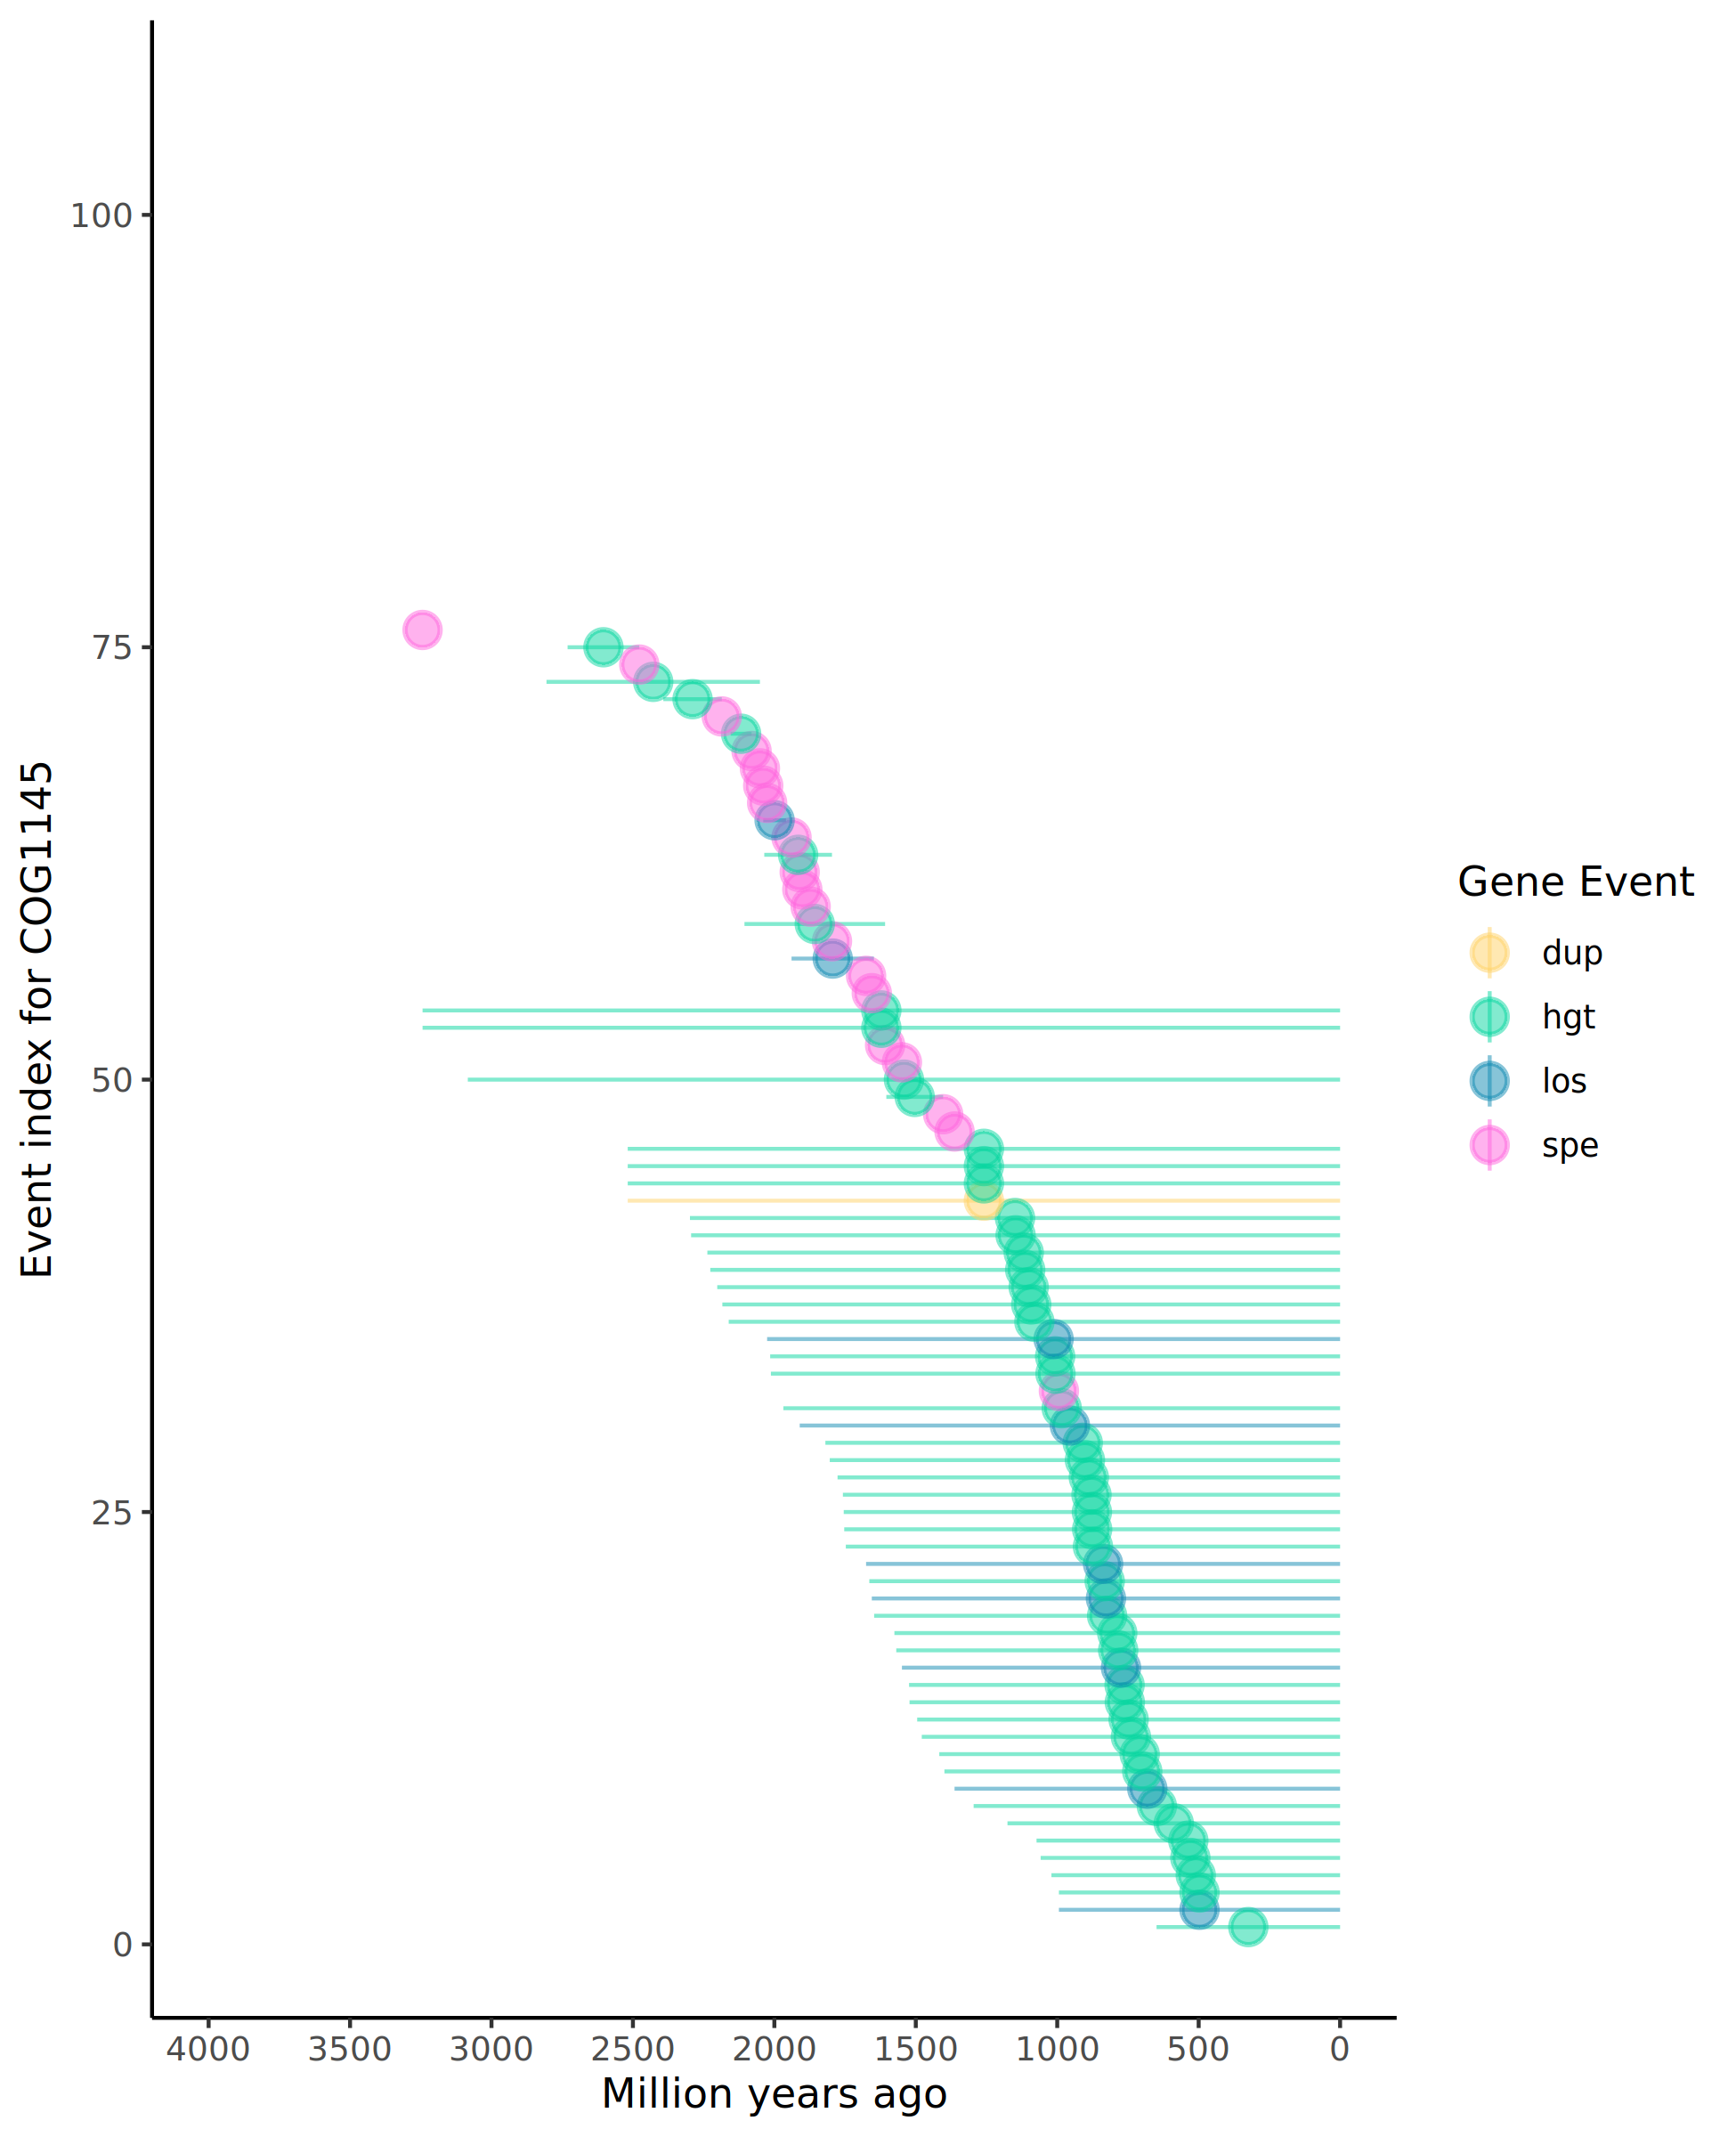 100
75
50
25
0
Event index for COG1145
4000 3500 3000 2500 2000 1500 1000 500 0
Million years ago
Gene Event
dup
hgt
los
spe